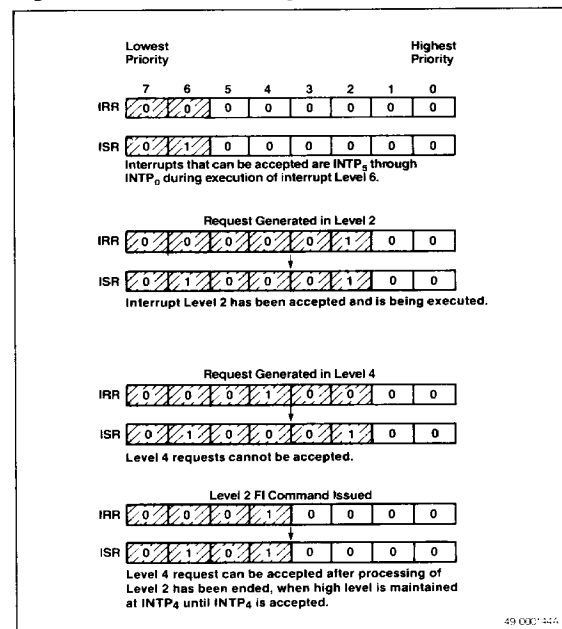 Lowest Priority
Highest Priority
7 6 5 4 3 2 1 0
IRR 0 0 0 0 0 0 0 0
ISR 0 1 0 0 0 0 0 0
Interrupts that can be accepted are INTP5 through
INTP0 during execution of interrupt Level 6.
Request Generated in Level 2
IRR 0 0 0 0 0 1 0 0
ISR 0 1 0 0 0 1 0 0
Interrupt Level 2 has been accepted and is being executed.
Request Generated in Level 4
IRR 0 0 0 1 0 0 0 0
ISR 0 1 0 0 0 1 0 0
Level 4 requests cannot be accepted.
Level 2 FI Command Issued
IRR 0 0 0 1 0 0 0 0
ISR 0 1 0 1 0 0 0 0
Level 4 request can be accepted after processing of
Level 2 has been ended, when high level is maintained
at INTP4 until INTP4 is accepted.